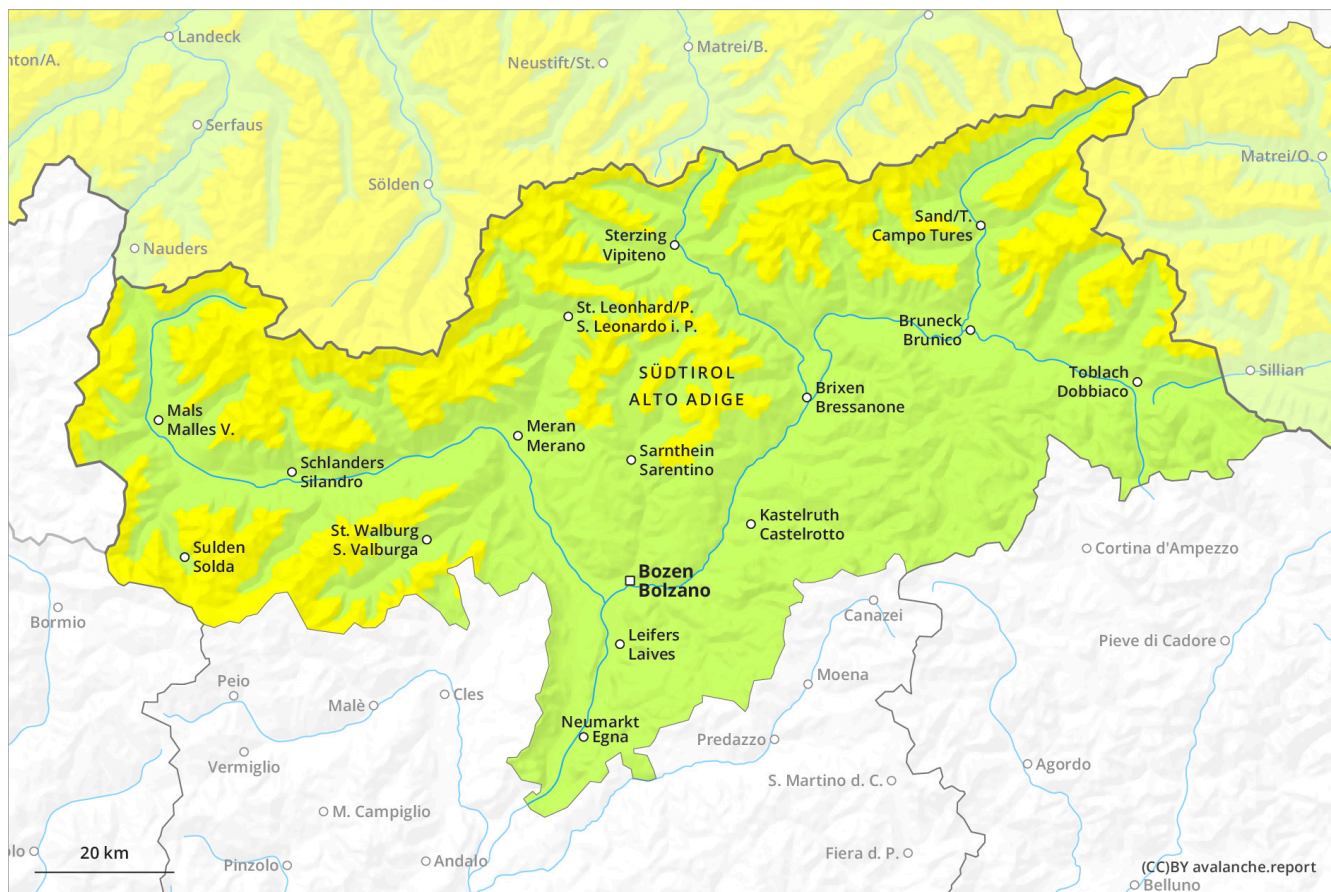 Landeck
nton/A.
Neustift/St.
Matrei/B.
Serfaus
Sölden
Matrei/O.
Nauders
Sand/T.
Campo Tures
Sterzing
Vipiteno
St. Leonhard/P.
S. Leonardo i. P.
Bruneck
Brunico
SÜDTIROL
ALTO ADIGE
Toblach
Dobbiaco
Sillian
Brixen
Bressanone
Mals
Malles V.
Meran
Merano
Schlanders
Silandro
Sarnthein
Sarentino
St. Walburg
S. Valburga
Kastelruth
Castelrotto
Sulden
Solda
Cortina d'Ampezzo
Bozen
Bolzano
Bormio
Canazei
Leifers
Laives
Pieve di Cadore
Peio
Malè
Cles
Moena
Neumarkt
Egna
Predazzo
Vermiglio
Agordo
S. Martino d. C.
M. Campiglio
olo
20 km
Pinzolo
Andalo
Fiera d. P.
(CC)BY avalanche.report
Belluno